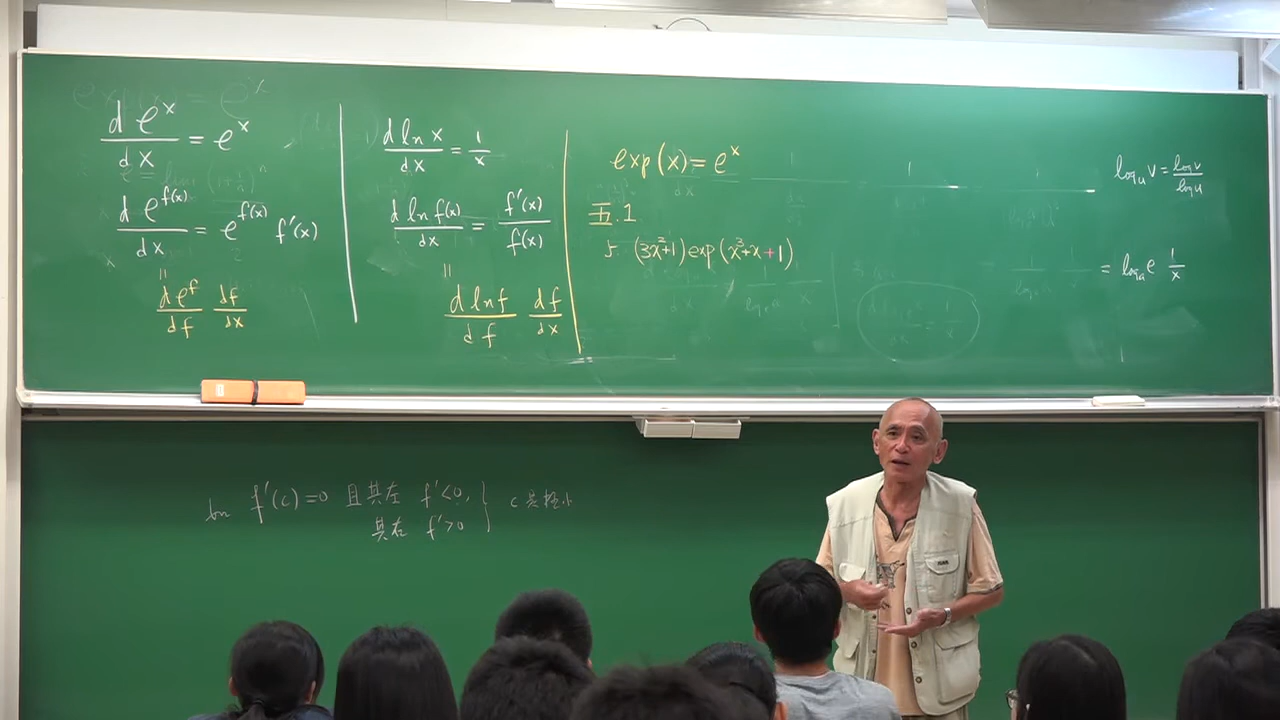 d e^x / dx = e^x
d e^{f(x)} / dx = e^{f(x)} f'(x)
||
d e^f / df df / dx
d ln x / dx = 1 / x
d ln f(x) / dx = f'(x) / f(x)
||
d ln f / df df / dx
exp(x) = e^x
五.1
5. (3x²+1) exp(x³+x+1)
log_u v = log v / log u
= log_a e 1 / x
f'(c)=0 且其左 f'<0, } c 是極小
其右 f'>0